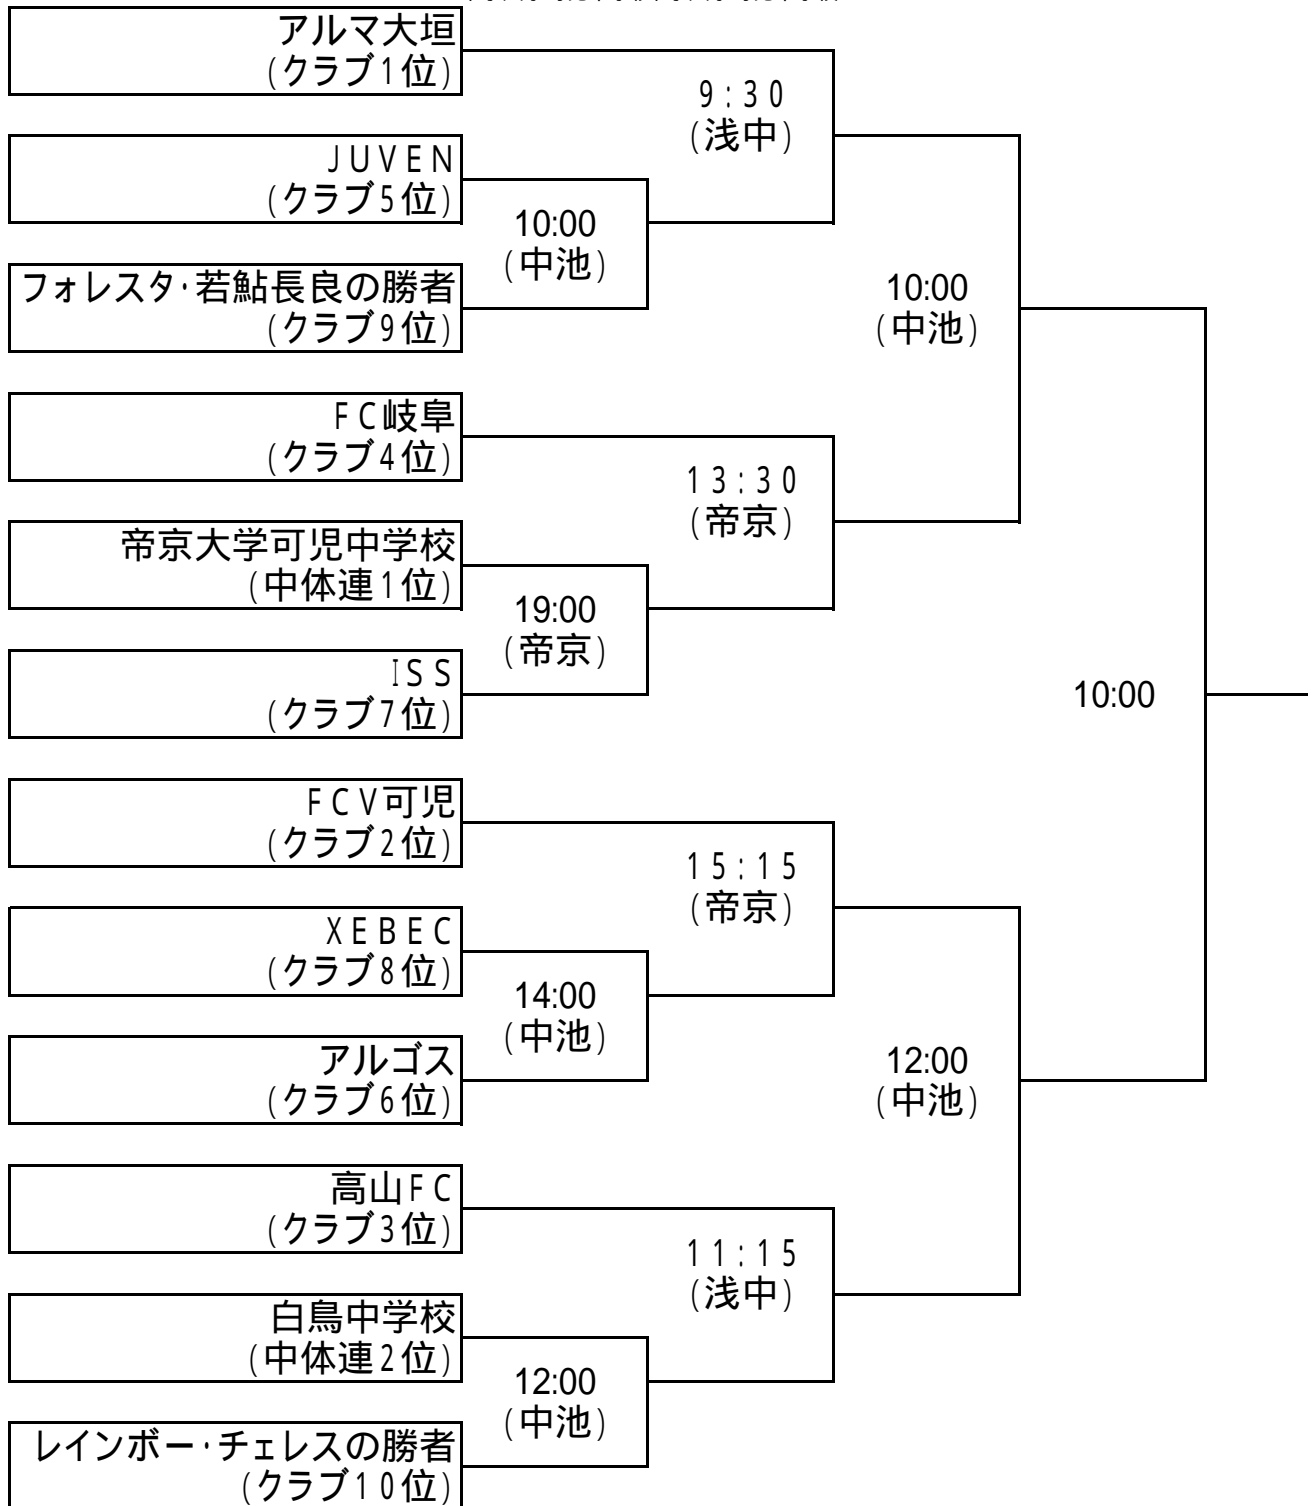 アルマ大垣
(クラブ1位)
9:30
(浅中)
JUVEN
(クラブ5位)
10:00
(中池)
フォレスタ・若鮎長良の勝者
(クラブ9位)
10:00
(中池)
FC岐阜
(クラブ4位)
13:30
(帝京)
帝京大学可児中学校
(中体連1位)
19:00
(帝京)
ISS
(クラブ7位)
10:00
FCV可児
(クラブ2位)
15:15
(帝京)
XEBEC
(クラブ8位)
14:00
(中池)
アルゴス
(クラブ6位)
12:00
(中池)
高山FC
(クラブ3位)
11:15
(浅中)
白鳥中学校
(中体連2位)
12:00
(中池)
レインボー・チェレスの勝者
(クラブ10位)